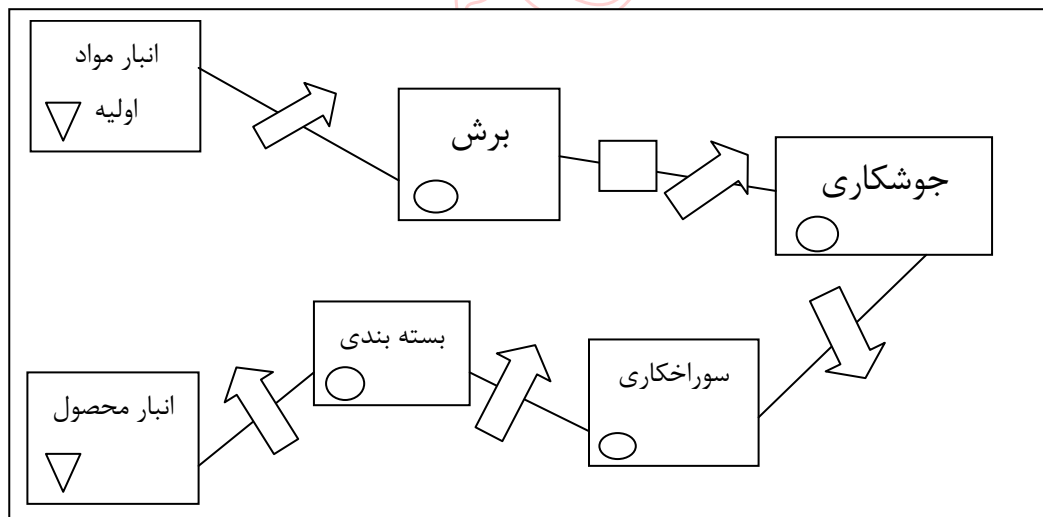 انبار مواد
اولیه
برش
جوشکاری
سوراخکاری
بسته بندی
انبار محصول